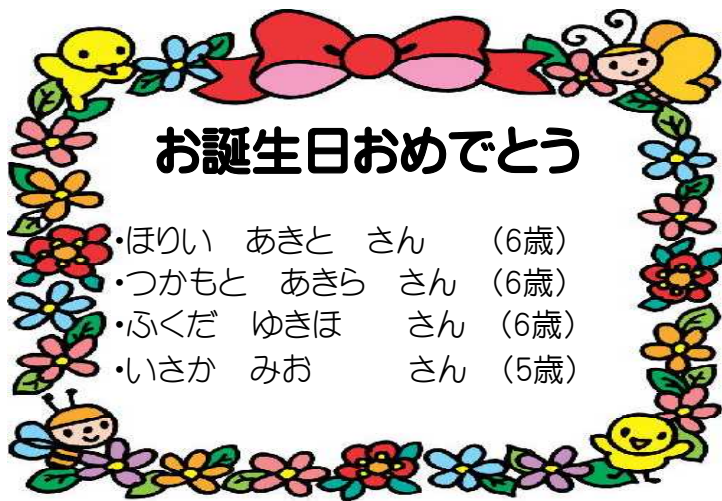 お誕生日おめでとう
・ほりい　あきと　さん　　（6歳）
・つかもと　あきら　さん　（6歳）
・ふくだ　ゆきほ　　さん　（6歳）
・いさか　みお　　　さん　（5歳）